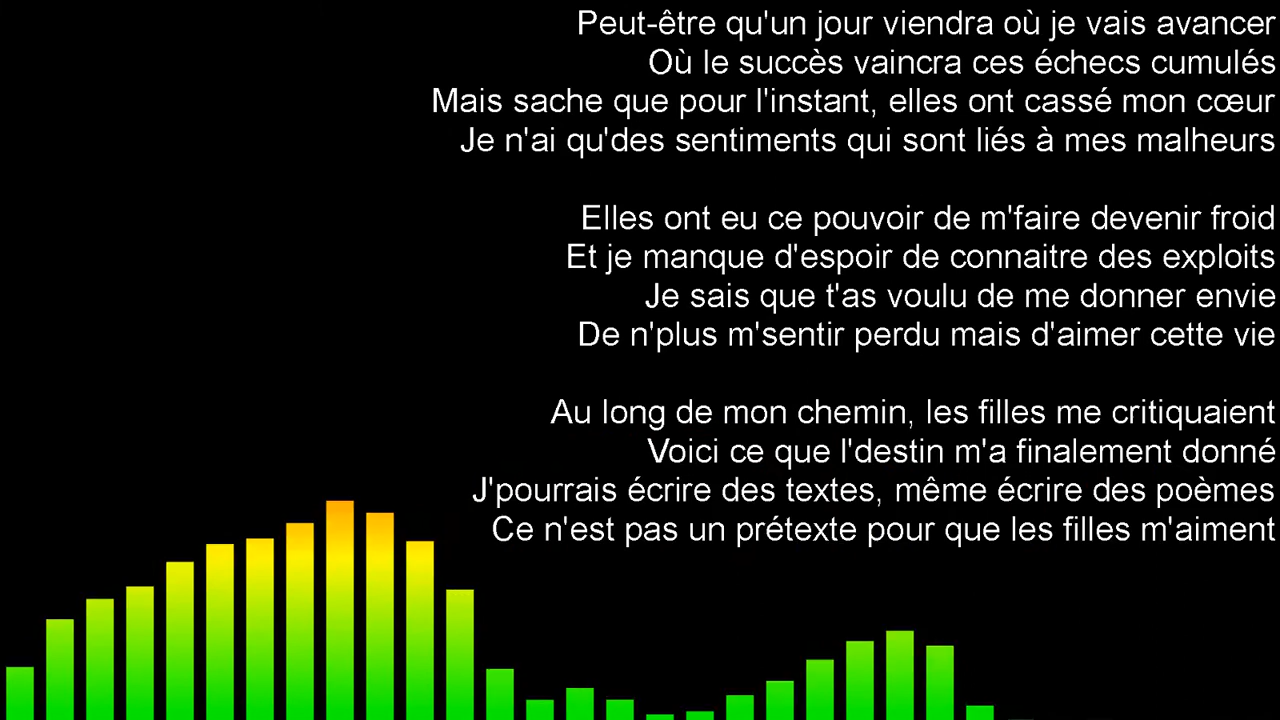 Peut-être qu'un jour viendra où je vais avancer
Où le succès vaincra ces échecs cumulés
Mais sache que pour l'instant, elles ont cassé mon cœur
Je n'ai qu'des sentiments qui sont liés à mes malheurs
Elles ont eu ce pouvoir de m'faire devenir froid
Et je manque d'espoir de connaitre des exploits
Je sais que t'as voulu de me donner envie
De n'plus m'sentir perdu mais d'aimer cette vie
Au long de mon chemin, les filles me critiquaient
Voici ce que l'destin m'a finalement donné
J'pourrais écrire des textes, même écrire des poèmes
Ce n'est pas un prétexte pour que les filles m'aiment